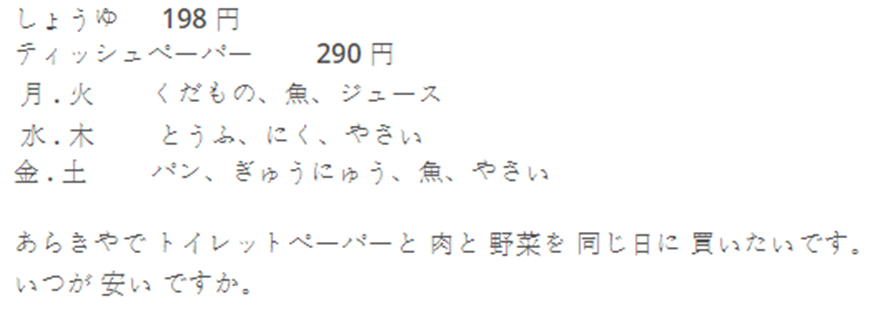 しょうゆ 198 円
ティッシュペーパー 290 円
月 . 火 くだもの、魚、ジュース
水 . 木 とうふ、にく、やさい
金 . 土 パン、ぎゅうにゅう、魚、やさい
あらきやで トイレットペーパーと 肉と 野菜を 同じ日に 買いたいです。
いつが 安い ですか。